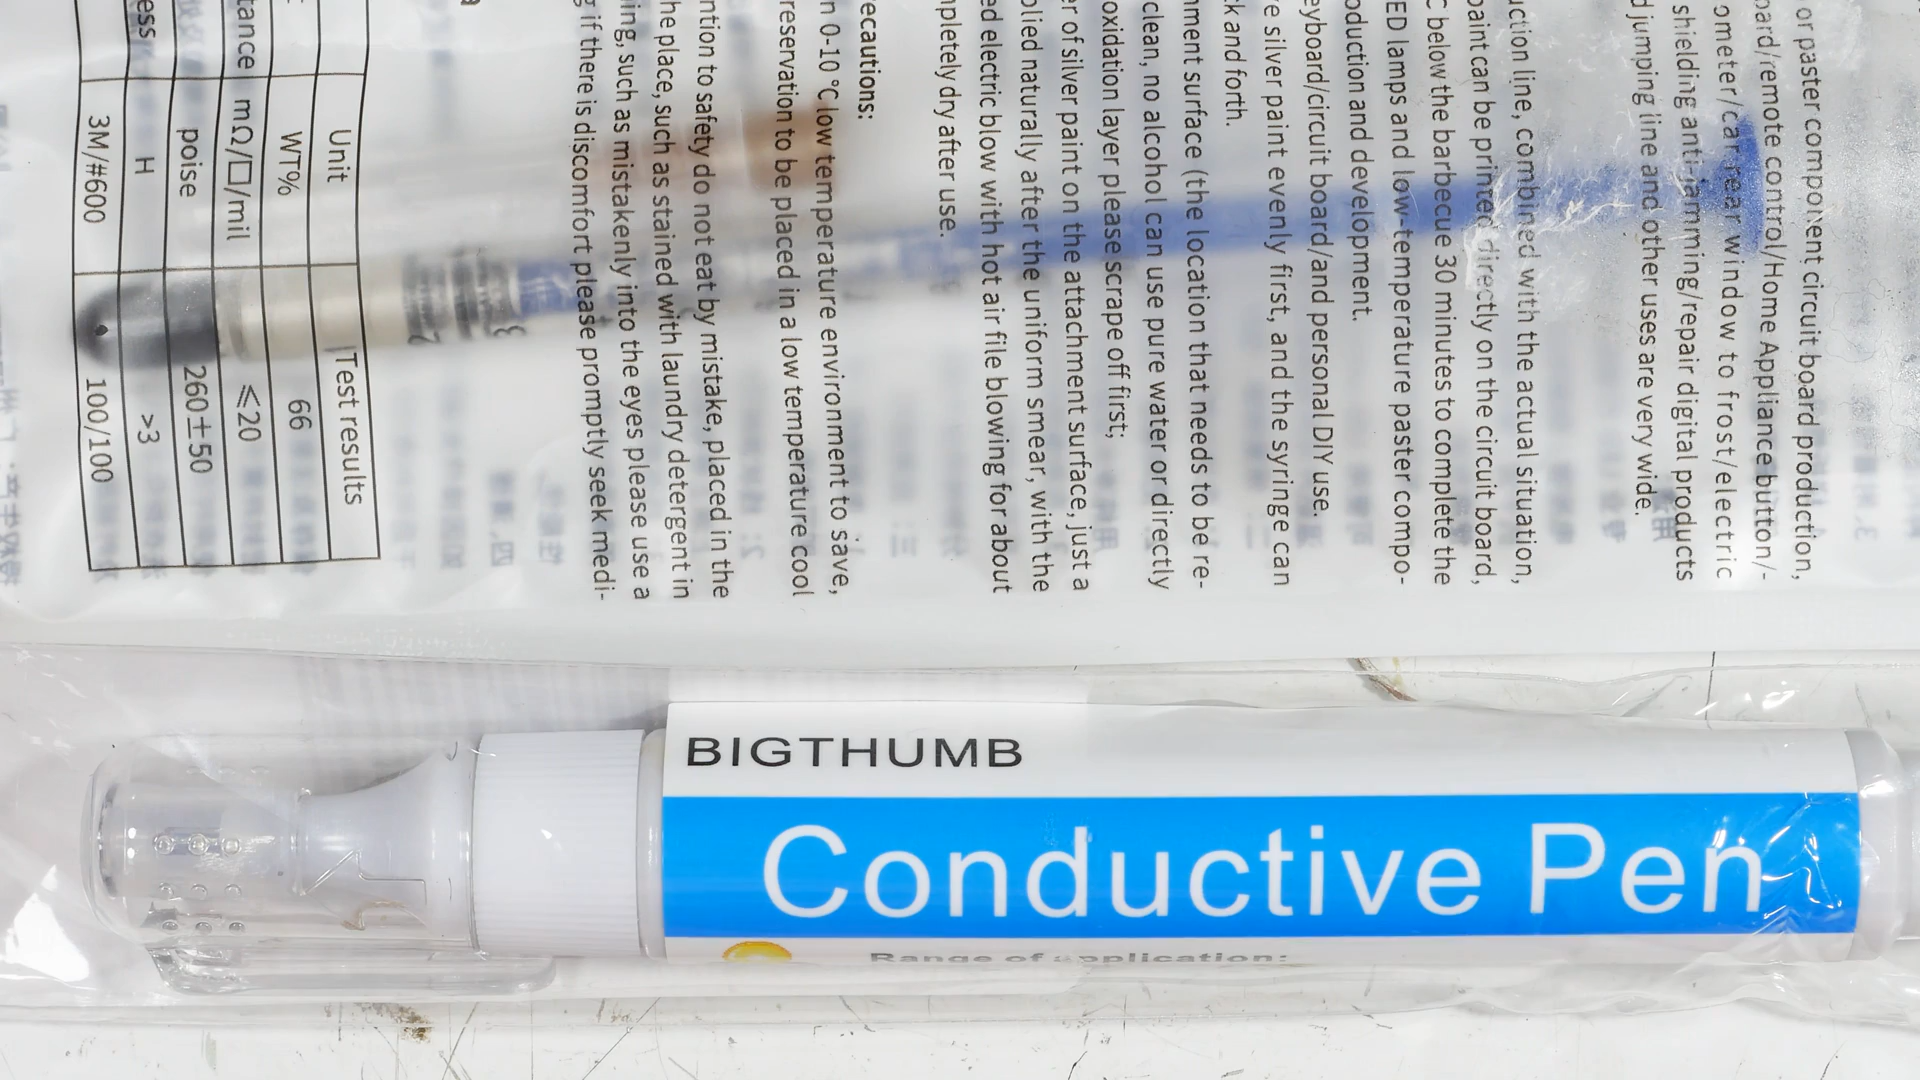 or paster component circuit board production,
oard/remote control/Home Appliance button/-
ometer/car rear window to frost/electric
shielding anti-jamming/repair digital products
d jumping line and other uses are very wide.
uction line, combined with the actual situation,
paint can be printed directly on the circuit board,
C below the barbecue 30 minutes to complete the
ED lamps and low-temperature paster compo-
oduction and development.
eyboard/circuit board/and personal DIY use.
e silver paint evenly first, and the syringe can
ck and forth.
nment surface (the location that needs to be re-
clean, no alcohol can use pure water or directly
oxidation layer please scrape off first;
er of silver paint on the attachment surface, just a
plied naturally after the uniform smear, with the
ed electric blow with hot air file blowing for about
npletely dry after use.
ecautions:
n 0-10 °C low temperature environment to save,
reservation to be placed in a low temperature cool
ntion to safety do not eat by mistake, placed in the
he place, such as stained with laundry detergent in
ing, such as mistakenly into the eyes please use a
g if there is discomfort please promptly seek medi-
Unit Test results
WT% 66
tance mΩ/□/mil ≤20
poise 260±50
ess H >3
3M/#600 100/100
BIGTHUMB
Conductive Pen
Range of application: